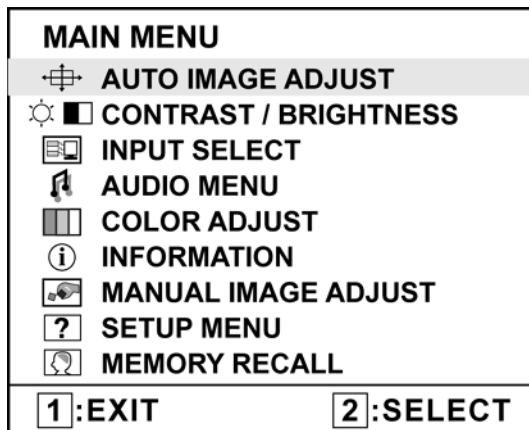 MAIN MENU
AUTO IMAGE ADJUST
CONTRAST / BRIGHTNESS
INPUT SELECT
AUDIO MENU
COLOR ADJUST
i INFORMATION
MANUAL IMAGE ADJUST
? SETUP MENU
MEMORY RECALL
1 :EXIT 2 :SELECT